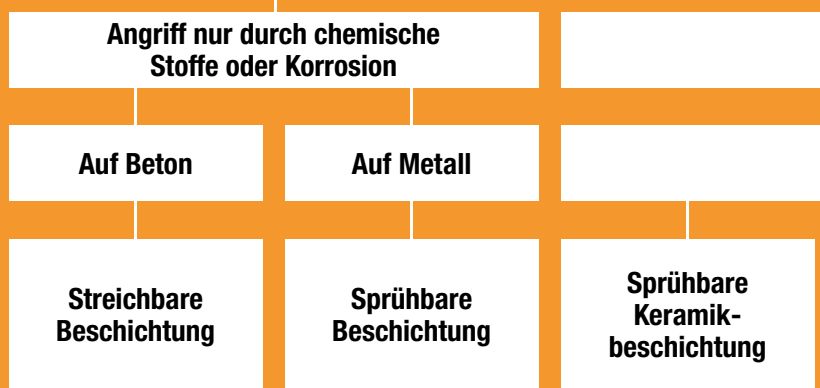 Angriff nur durch chemische
Stoffe oder Korrosion
Auf Beton
Auf Metall
Streichbare
Beschichtung
Sprühbare
Beschichtung
Sprühbare
Keramik-
beschichtung